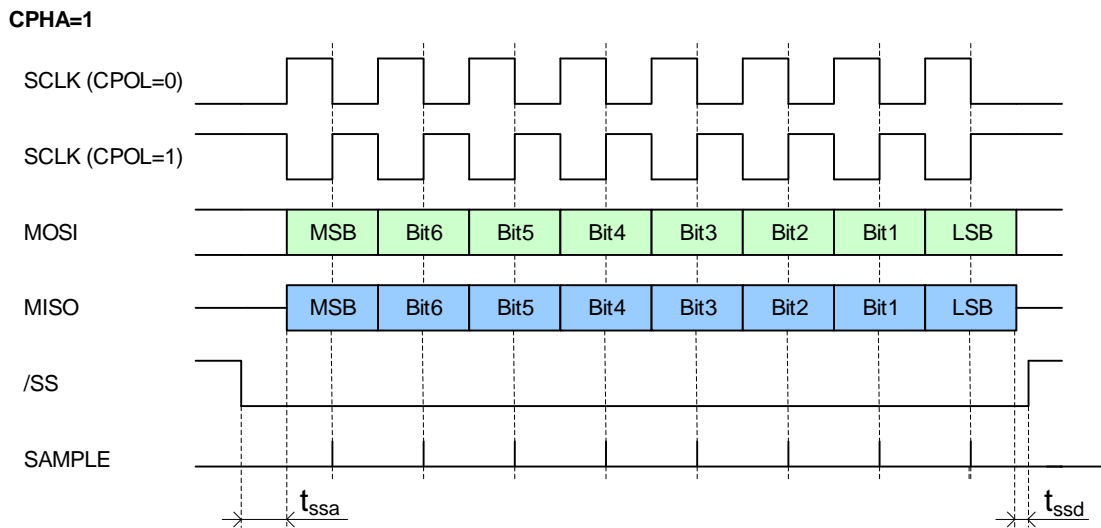 CPHA=1
SCLK (CPOL=0)
SCLK (CPOL=1)
MOSI MSB Bit6 Bit5 Bit4 Bit3 Bit2 Bit1 LSB
MISO MSB Bit6 Bit5 Bit4 Bit3 Bit2 Bit1 LSB
/SS
SAMPLE
tssa tssd